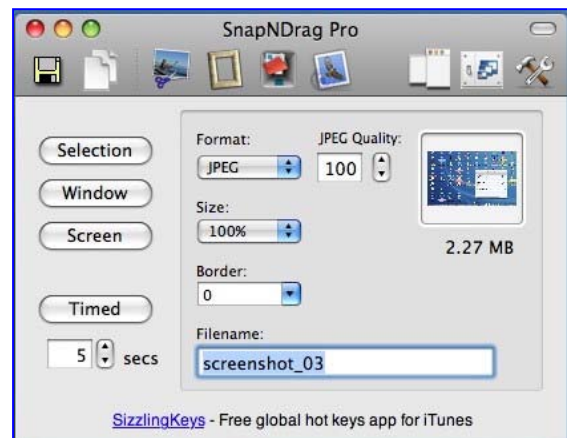 SnapNDrag Pro
Selection
Window
Screen
Timed
5 secs
Format:
JPEG
JPEG Quality:
100
Size:
100%
Border:
0
Filename:
screenshot_03
2.27 MB
SizzlingKeys - Free global hot keys app for iTunes